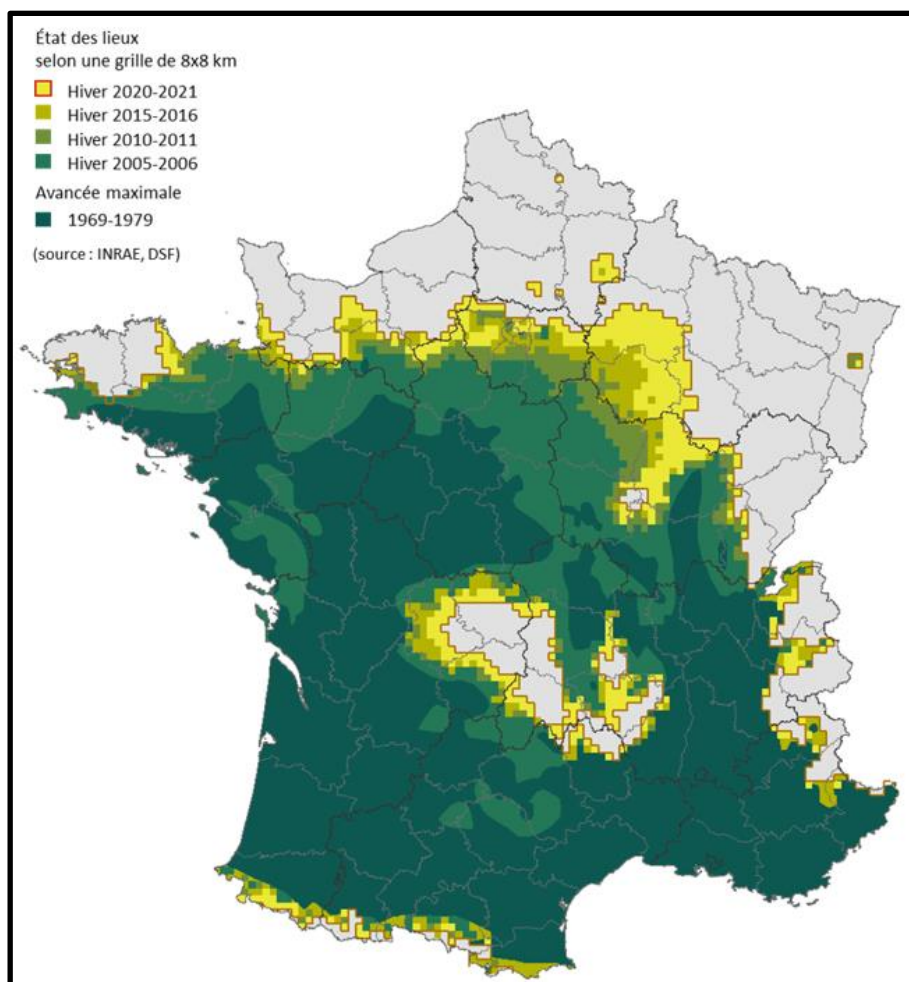 État des lieux
selon une grille de 8x8 km
Hiver 2020-2021
Hiver 2015-2016
Hiver 2010-2011
Hiver 2005-2006
Avancée maximale
1969-1979
(source : INRAE, DSF)